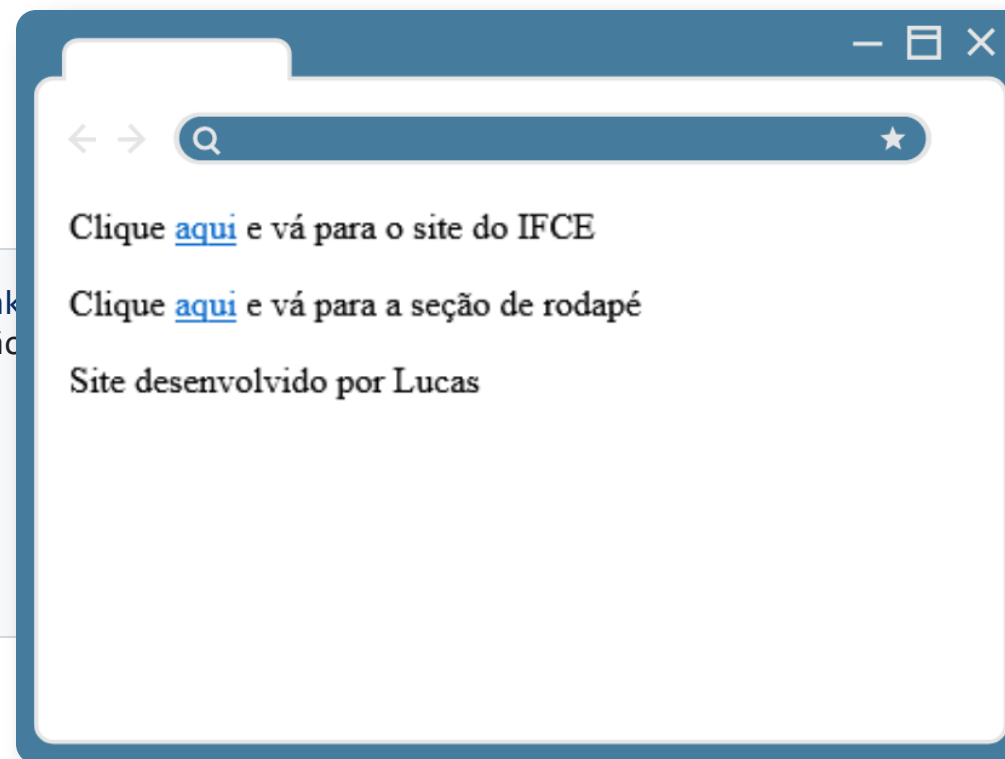 Clique aqui e vá para o site do IFCE
Clique aqui e vá para a seção de rodapé
Site desenvolvido por Lucas